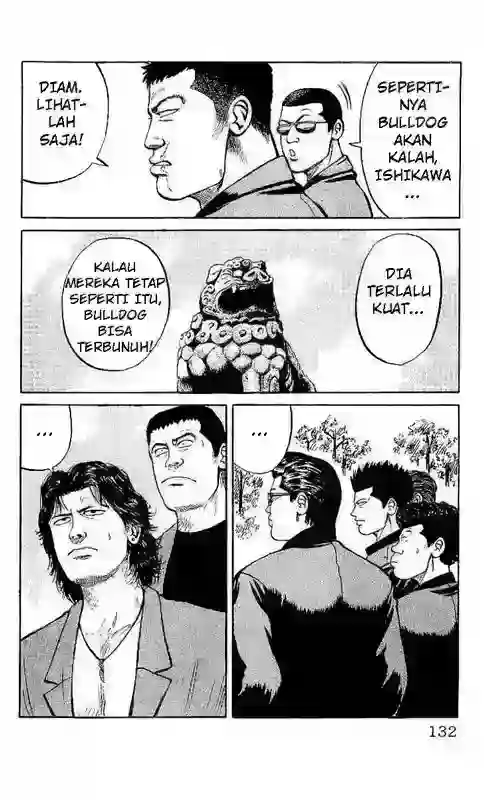 SEPERTI-
NYA
BULLDOG
AKAN
KALAH,
ISHIKAWA
...
DIAM.
LIHAT-
LAH
SAJA!
DIA
TERLALU
KUAT...
KALAU
MEREKA TETAP
SEPERTI ITU,
BULLDOG
BISA
TERBUNUH!
...
...
132